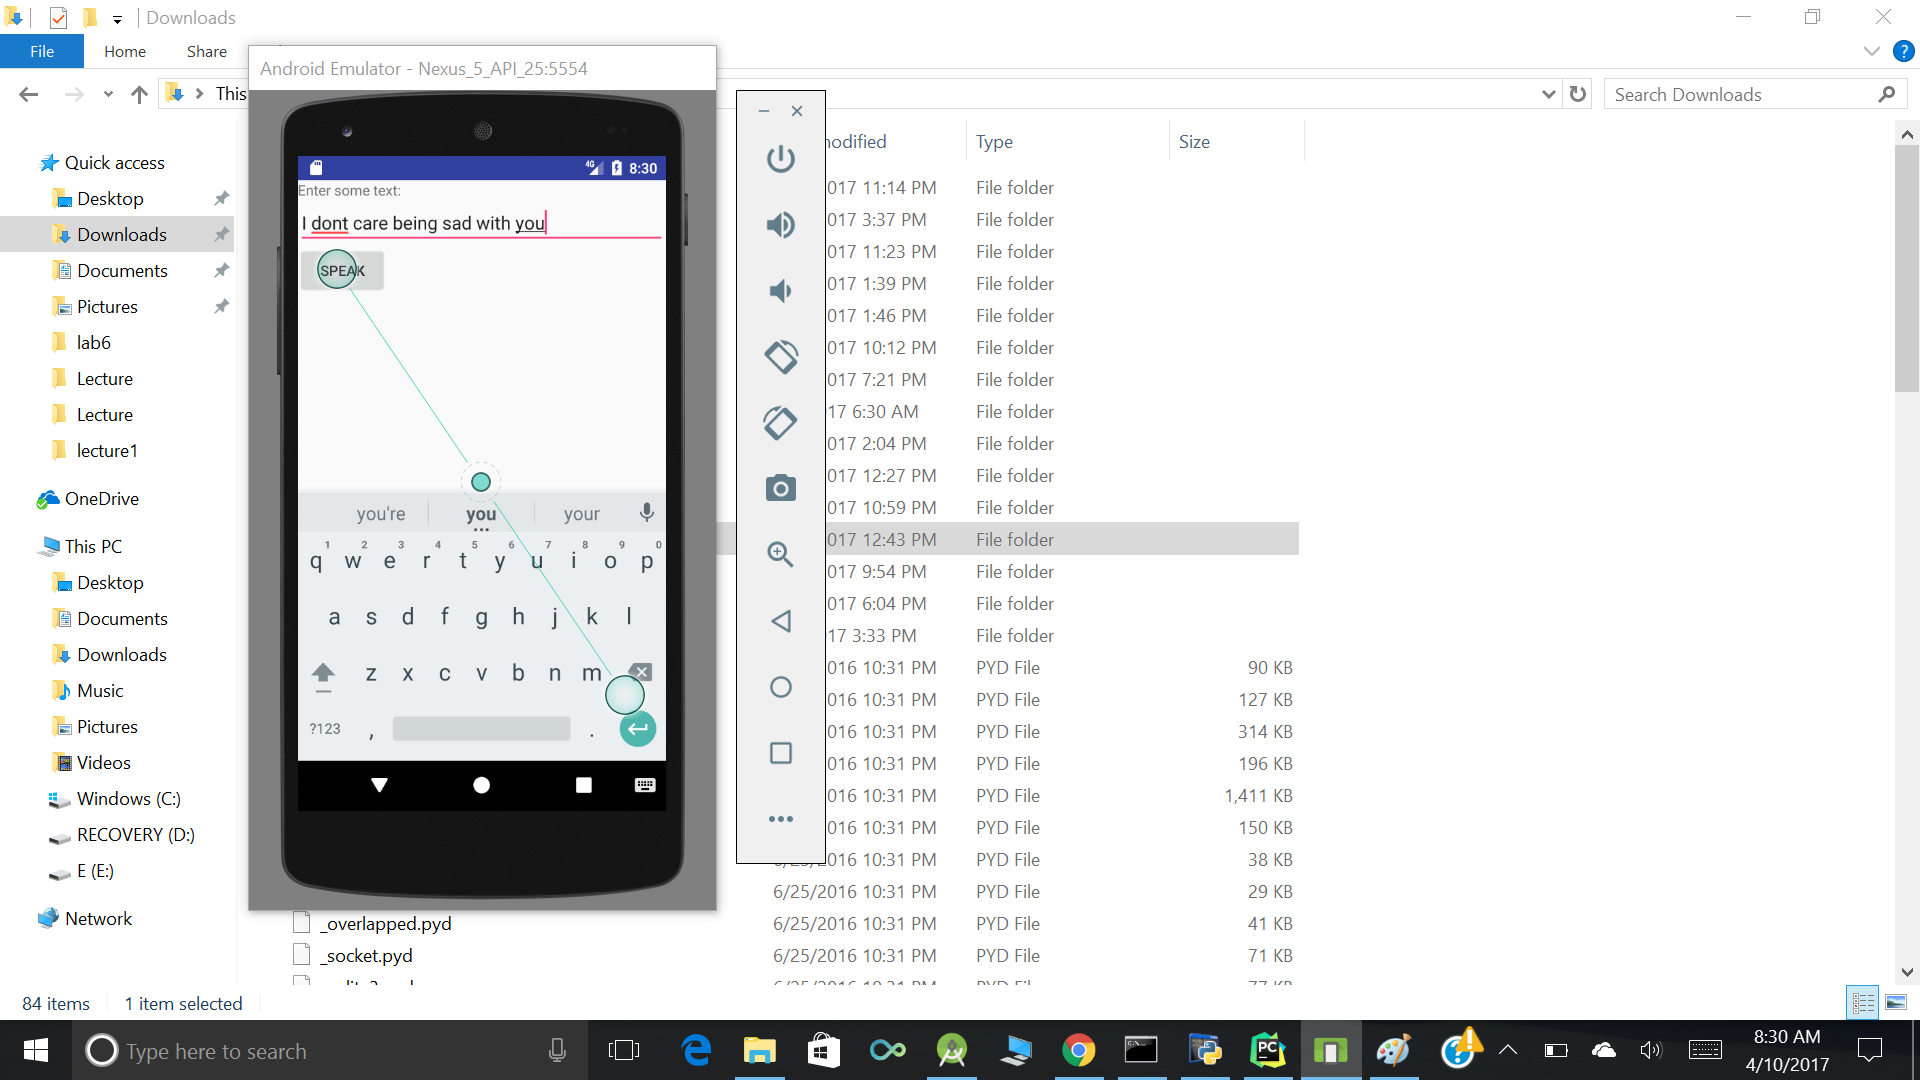 Downloads
File
Home
Share
Android Emulator - Nexus_5_API_25:5554
This
Search Downloads
Quick access
Desktop
Downloads
Documents
Pictures
lab6
Lecture
Lecture
lecture1
OneDrive
This PC
Desktop
Documents
Downloads
Music
Pictures
Videos
Windows (C:)
RECOVERY (D:)
E (E:)
Network
4G 8:30
Enter some text:
I dont care being sad with you
SPEAK
you're you your
1 2 3 4 5 6 7 8 9 0
q w e r t y u i o p
a s d f g h j k l
z x c v b n m
?123 , .
Type Size
017 11:14 PM File folder
017 3:37 PM File folder
017 11:23 PM File folder
017 1:39 PM File folder
017 1:46 PM File folder
017 10:12 PM File folder
017 7:21 PM File folder
17 6:30 AM File folder
017 2:04 PM File folder
017 12:27 PM File folder
017 10:59 PM File folder
017 12:43 PM File folder
017 9:54 PM File folder
017 6:04 PM File folder
17 3:33 PM File folder
016 10:31 PM PYD File 90 KB
016 10:31 PM PYD File 127 KB
016 10:31 PM PYD File 314 KB
016 10:31 PM PYD File 196 KB
016 10:31 PM PYD File 1,411 KB
016 10:31 PM PYD File 150 KB
016 10:31 PM PYD File 38 KB
6/25/2016 10:31 PM PYD File 29 KB
_overlapped.pyd 6/25/2016 10:31 PM PYD File 41 KB
_socket.pyd 6/25/2016 10:31 PM PYD File 71 KB
84 items 1 item selected
Type here to search
8:30 AM
4/10/2017